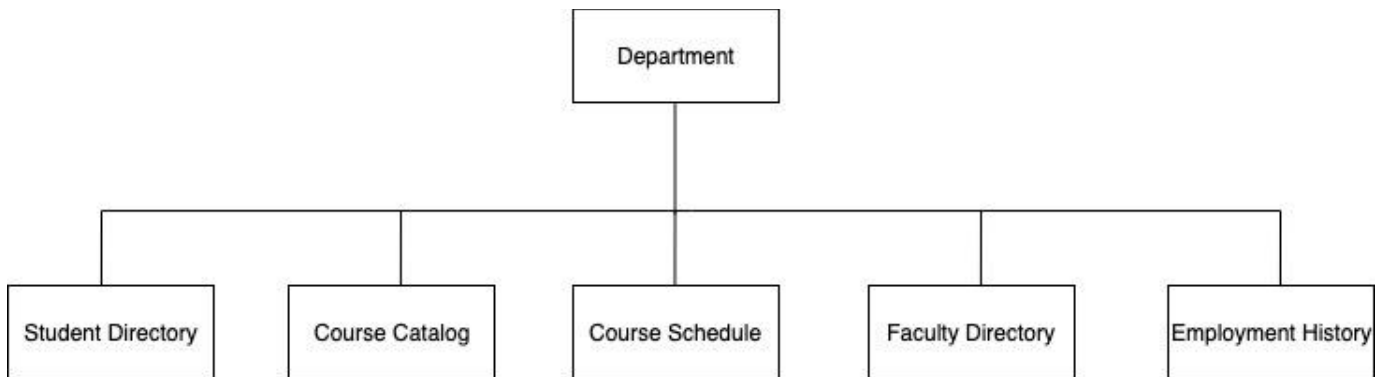 Department
Student Directory
Course Catalog
Course Schedule
Faculty Directory
Employment History